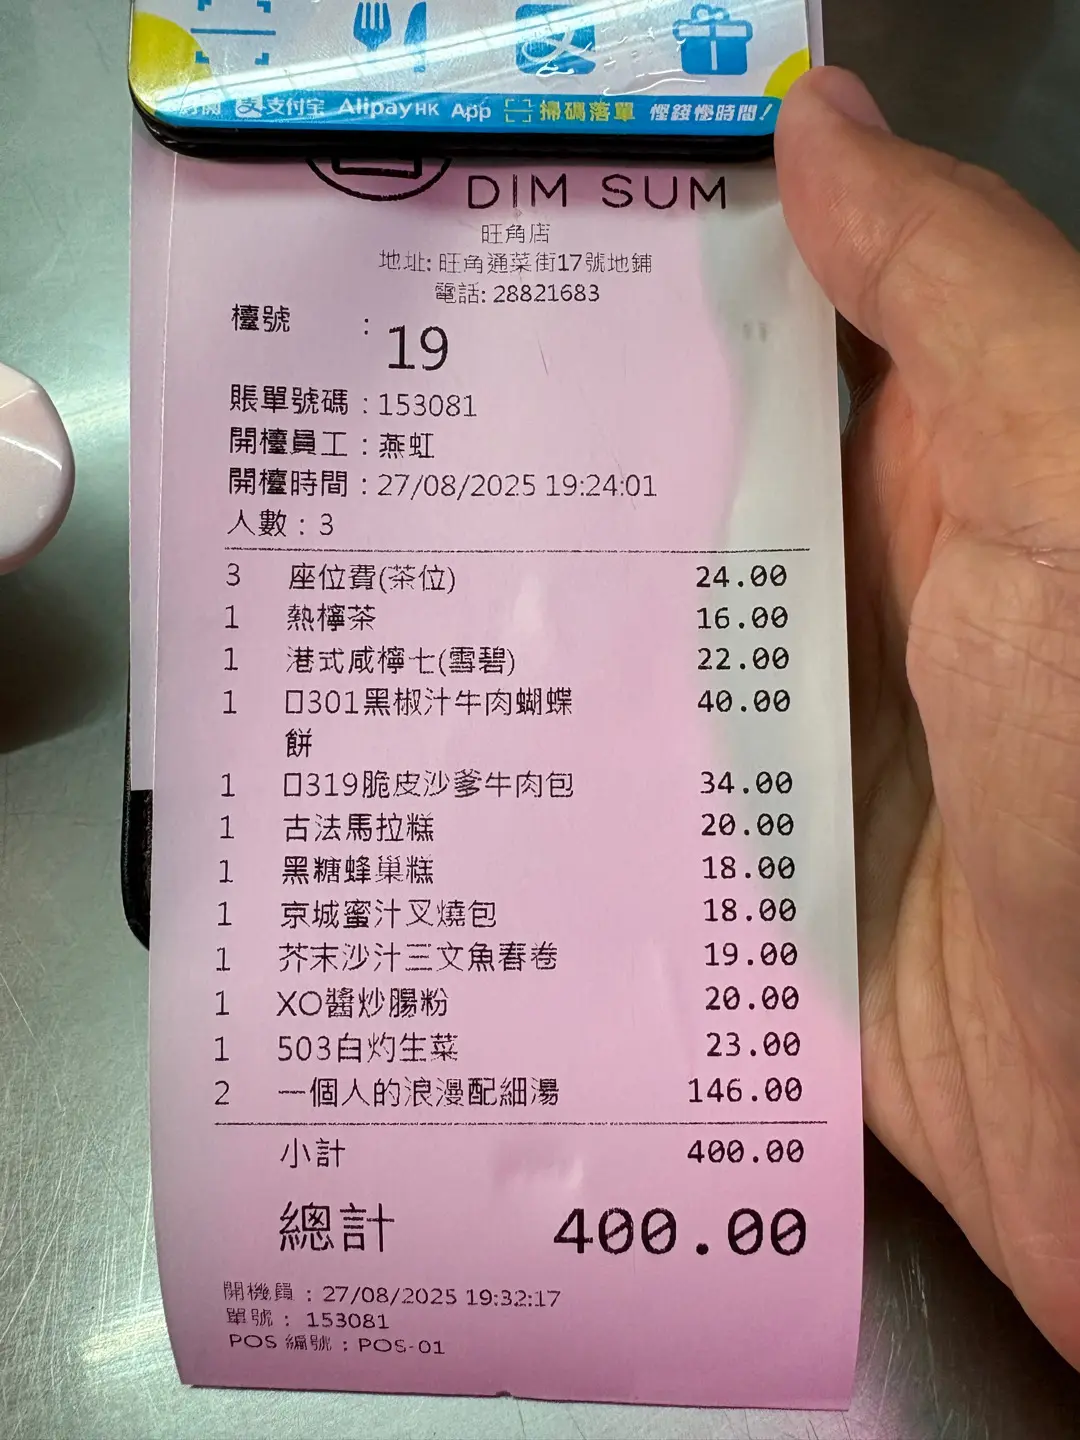 支付宝 AlipayHK App 掃碼落單 慳錢慳時間!
DIM SUM
旺角店
地址: 旺角通菜街17號地鋪
電話: 28821683
檯號 : 19
賬單號碼 : 153081
開檯員工 : 燕虹
開檯時間 : 27/08/2025 19:24:01
人數 : 3
3 座位費(茶位) 24.00
1 熱檸茶 16.00
1 港式咸檸七(雪碧) 22.00
1 口301黑椒汁牛肉蝴蝶 40.00
餅
1 口319脆皮沙爹牛肉包 34.00
1 古法馬拉糕 20.00
1 黑糖蜂巢糕 18.00
1 京城蜜汁叉燒包 18.00
1 芥末沙汁三文魚春卷 19.00
1 XO醬炒腸粉 20.00
1 503白灼生菜 23.00
2 一個人的浪漫配細湯 146.00
小計 400.00
總計 400.00
開機員 : 27/08/2025 19:32:17
單號 : 153081
POS 編號 : POS-01